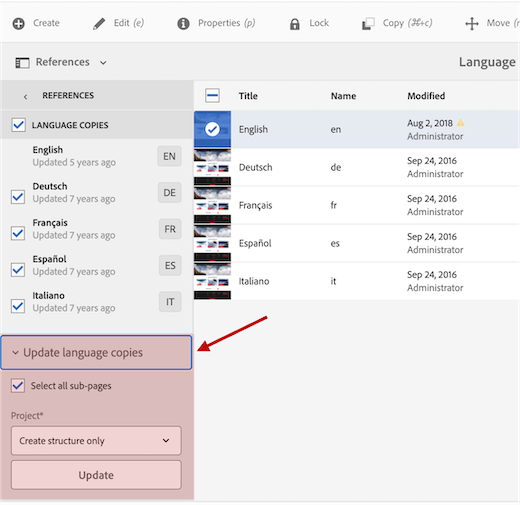 Create Edit (e) Properties (p) Lock Copy (⌘+c) Move (
References Language
REFERENCES Title Name Modified
LANGUAGE COPIES
English
Updated 5 years ago EN
Deutsch
Updated 7 years ago DE
Français
Updated 7 years ago FR
Español
Updated 7 years ago ES
Italiano
Updated 7 years ago IT
Update language copies
Select all sub-pages
Project*
Create structure only
Update
English en Aug 2, 2018
Administrator
Deutsch de Sep 24, 2016
Administrator
Français fr Sep 24, 2016
Administrator
Español es Sep 24, 2016
Administrator
Italiano it Sep 24, 2016
Administrator